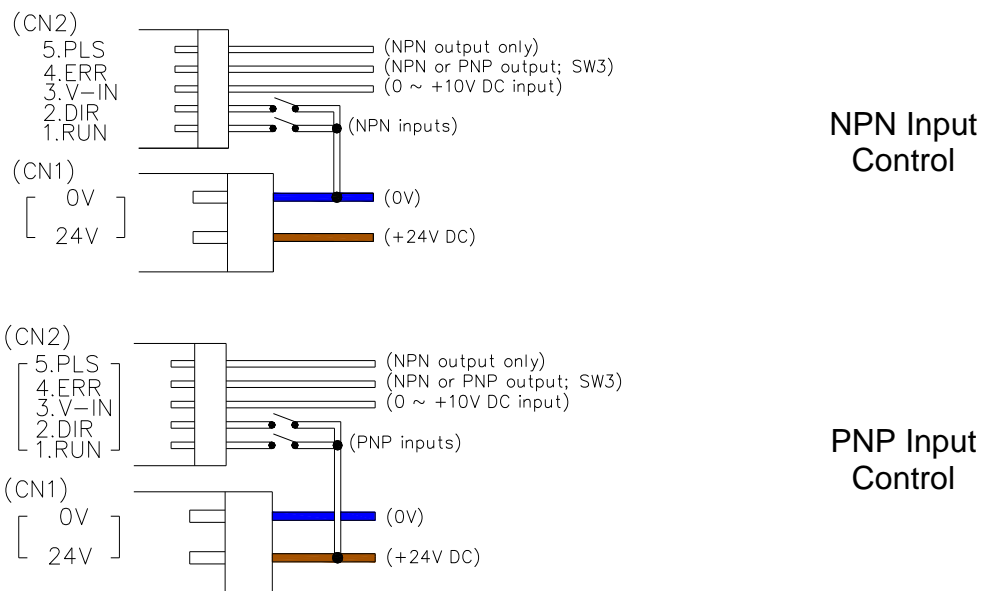 (CN2)
5.PLS (NPN output only)
4.ERR (NPN or PNP output; SW3)
3.V-IN (0 ~ +10V DC input)
2.DIR
1.RUN (NPN inputs)
NPN Input
Control
(CN1)
0V (0V)
24V (+24V DC)
(CN2)
5.PLS (NPN output only)
4.ERR (NPN or PNP output; SW3)
3.V-IN (0 ~ +10V DC input)
2.DIR
1.RUN (PNP inputs)
PNP Input
Control
(CN1)
0V (0V)
24V (+24V DC)